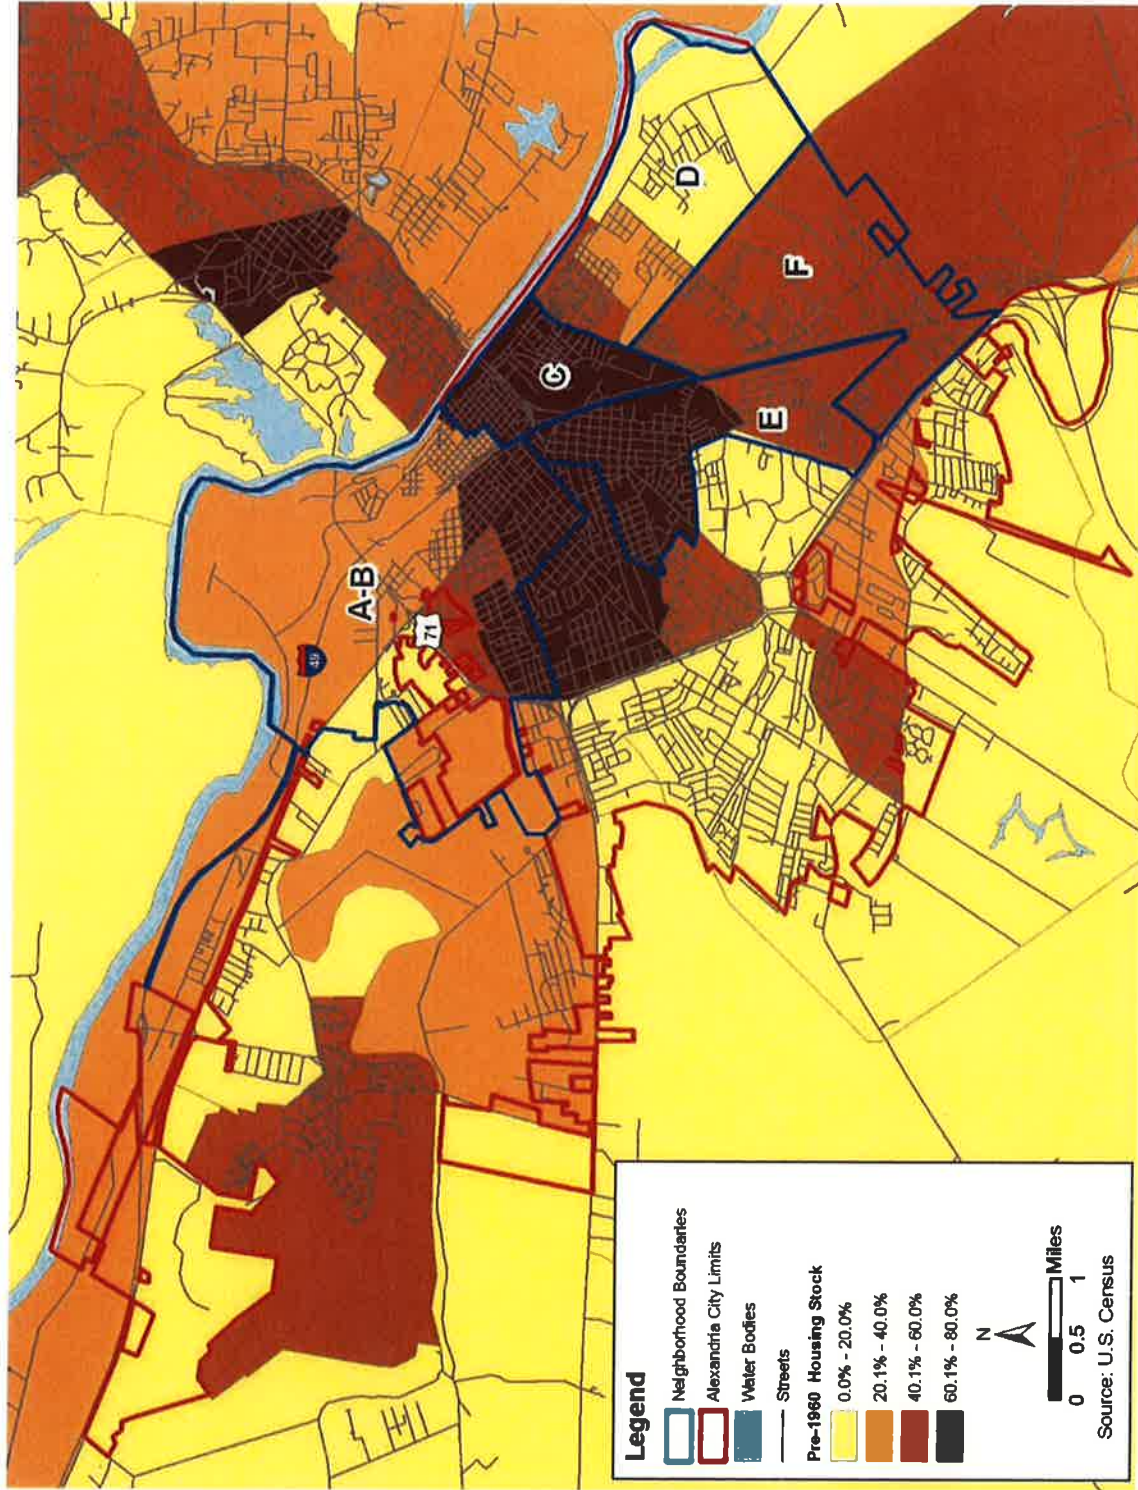 A-B
49
71
C
D
E
F
Legend
Neighborhood Boundaries
Alexandria City Limits
Water Bodies
Streets
Pre-1960 Housing Stock
0.0% - 20.0%
20.1% - 40.0%
40.1% - 60.0%
60.1% - 80.0%
N
Miles
0 0.5 1
Source: U.S. Census